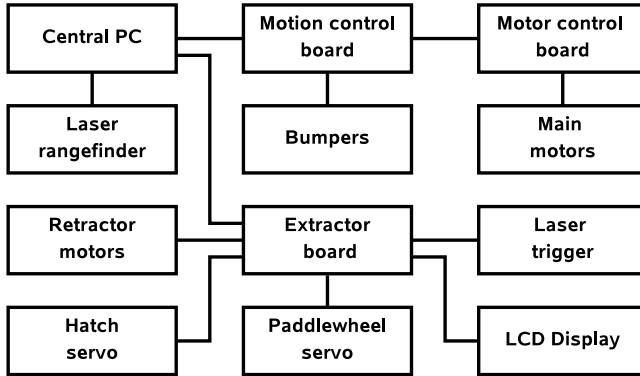 Central PC
Motion control
board
Motor control
board
Laser
rangefinder
Bumpers
Main
motors
Retractor
motors
Extractor
board
Laser
trigger
Hatch
servo
Paddlewheel
servo
LCD Display